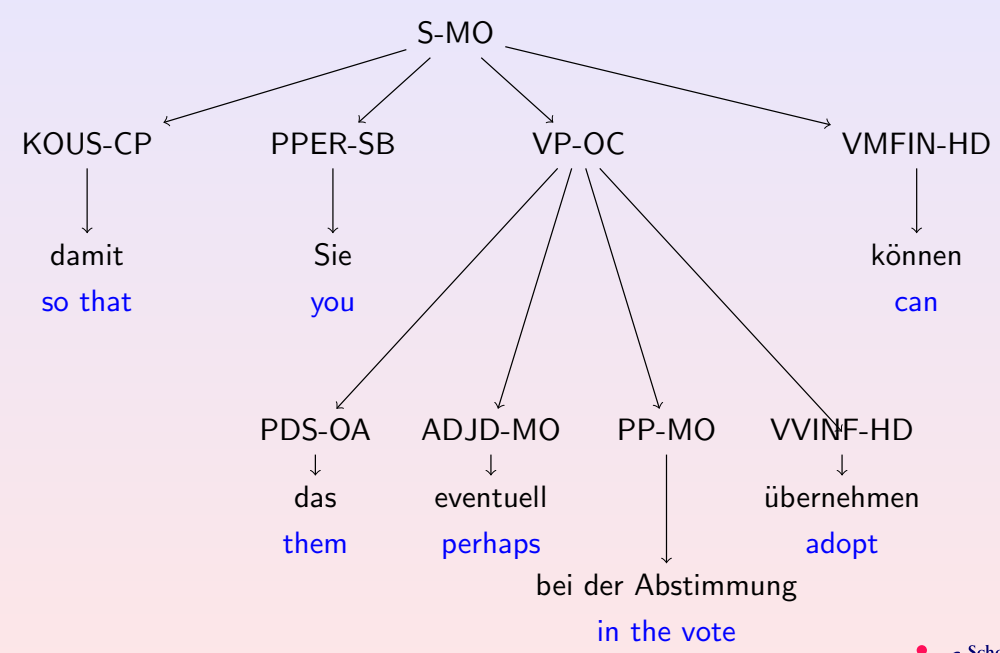 S-MO
KOUS-CP PPER-SB VP-OC VMFIN-HD
damit Sie können
so that you can
PDS-OA ADJD-MO PP-MO VVINF-HD
das eventuell übernehmen
them perhaps adopt
bei der Abstimmung
in the vote